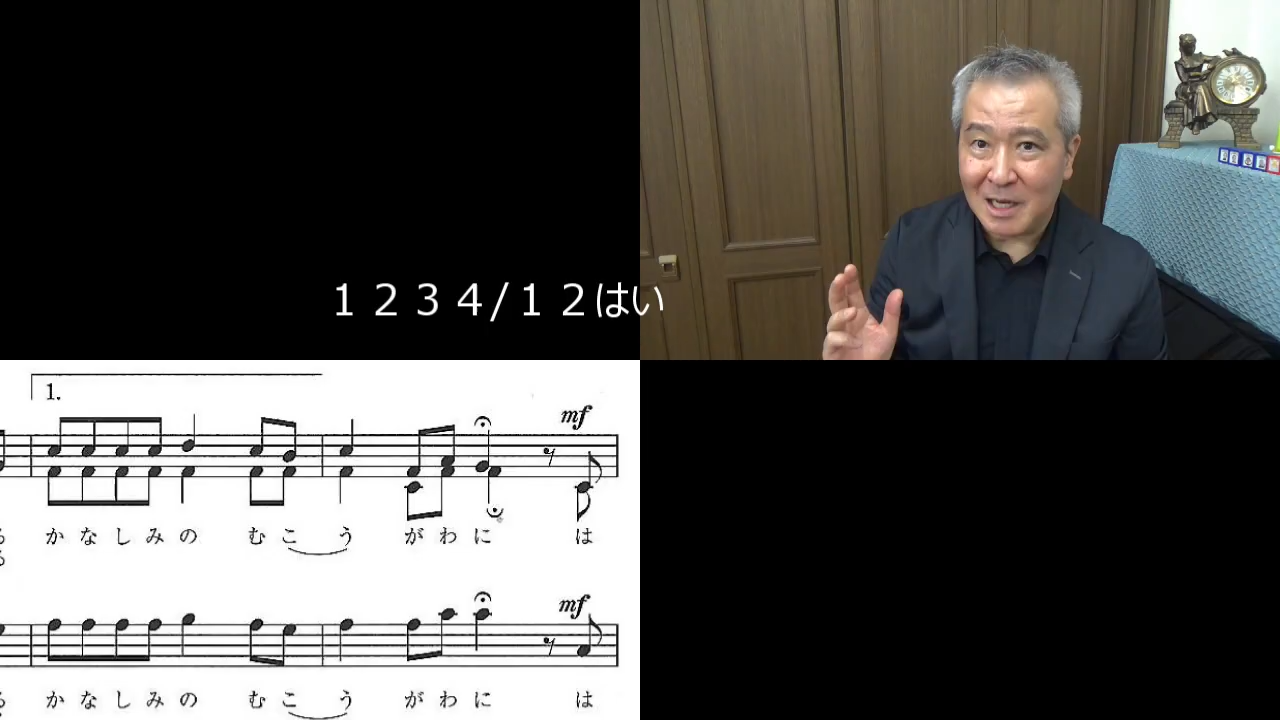 １２３４/１２はい
1.
mf
か な し み の む こ う が わ に は
mf
か な し み の む こ う が わ に は